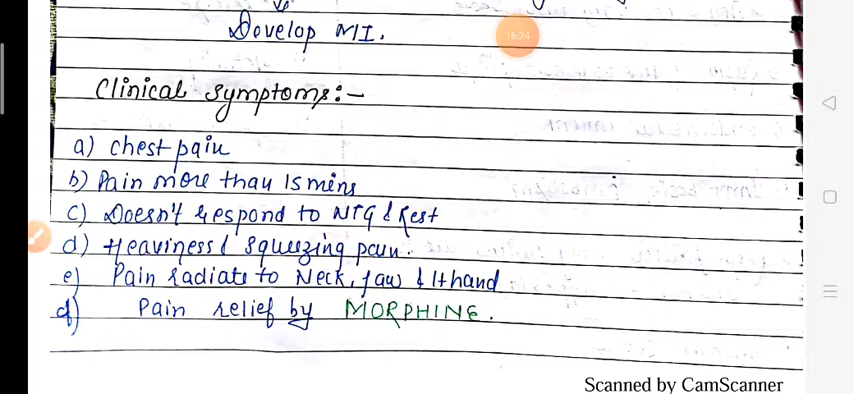 Develop MI.
16:24
Clinical symptoms:-
a) chest pain
b) Pain more than 15 mins
c) Doesn't respond to NTG & Rest
d) Heaviness & squeezing pain.
e) Pain radiate to Neck, jaw & lt hand
f) Pain relief by MORPHINE.
Scanned by CamScanner